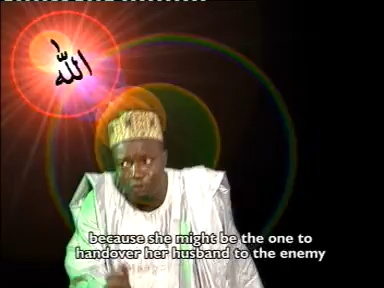 الله
because she might be the one to
handover her husband to the enemy